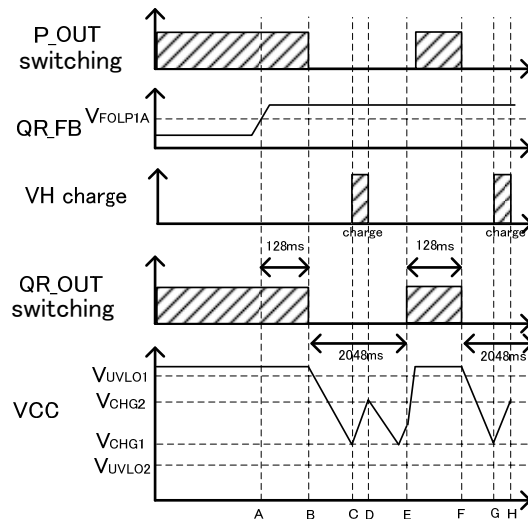 P_OUT
switching
VFOLP1A
QR_FB
VH charge
charge
charge
128ms
128ms
QR_OUT
switching
2048ms
2048ms
VUVLO1
VCHG2
VCC
VCHG1
VUVLO2
A B C D E F G H